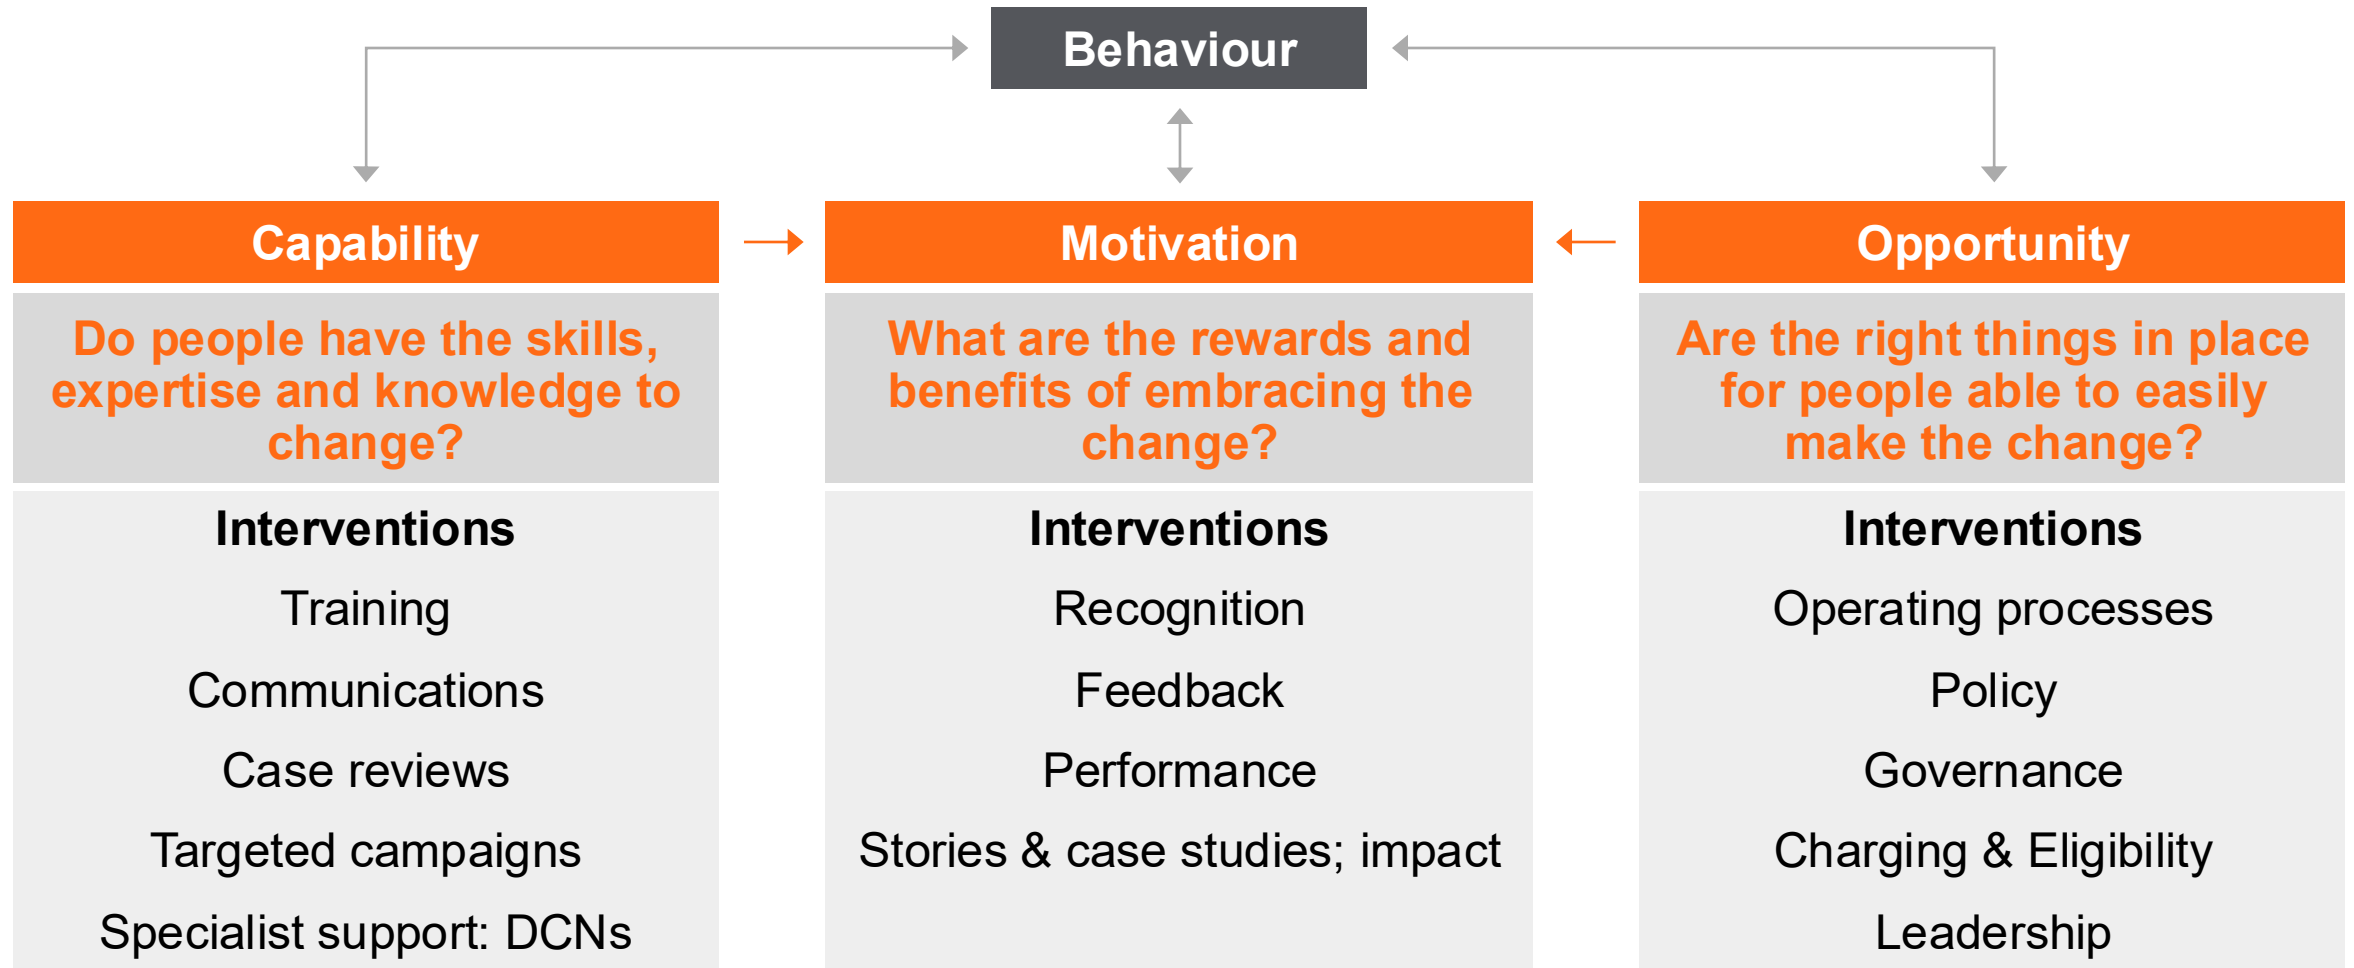 Behaviour
Capability
Do people have the skills,
expertise and knowledge to
change?
Interventions
Training
Communications
Case reviews
Targeted campaigns
Specialist support: DCNs
Motivation
What are the rewards and
benefits of embracing the
change?
Interventions
Recognition
Feedback
Performance
Stories & case studies; impact
Opportunity
Are the right things in place
for people able to easily
make the change?
Interventions
Operating processes
Policy
Governance
Charging & Eligibility
Leadership